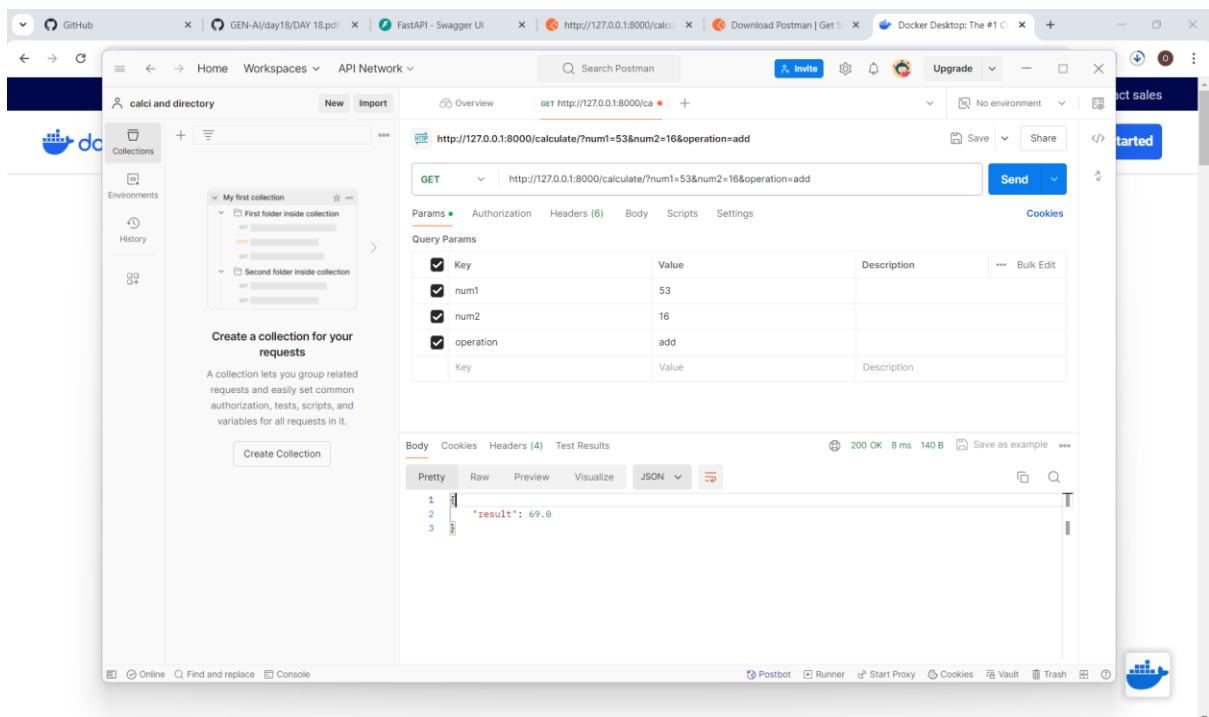 GitHub
GEN-AI/day18/DAY 18.pdf
FastAPI - Swagger UI
http://127.0.0.1:8000/calcu
Download Postman | Get S
Docker Desktop: The #1 C
Home Workspaces API Network
Search Postman
Invite
Upgrade
act sales
calci and directory New Import
Overview GET http://127.0.0.1:8000/ca
No environment
Collections
HTTP http://127.0.0.1:8000/calculate/?num1=53&num2=16&operation=add
Save Share
tarted
Environments
GET http://127.0.0.1:8000/calculate/?num1=53&num2=16&operation=add Send
History
My first collection
First folder inside collection
GET
POST
GET
Second folder inside collection
GET
GET
Params Authorization Headers (6) Body Scripts Settings Cookies
Query Params
Key Value Description Bulk Edit
num1 53
num2 16
operation add
Key Value Description
Create a collection for your
requests
A collection lets you group related
requests and easily set common
authorization, tests, scripts, and
variables for all requests in it.
Create Collection
Body Cookies Headers (4) Test Results 200 OK 8 ms 140 B Save as example
Pretty Raw Preview Visualize JSON
1 {
2 "result": 69.0
3 }
Online Find and replace Console
Postbot Runner Start Proxy Cookies Vault Trash